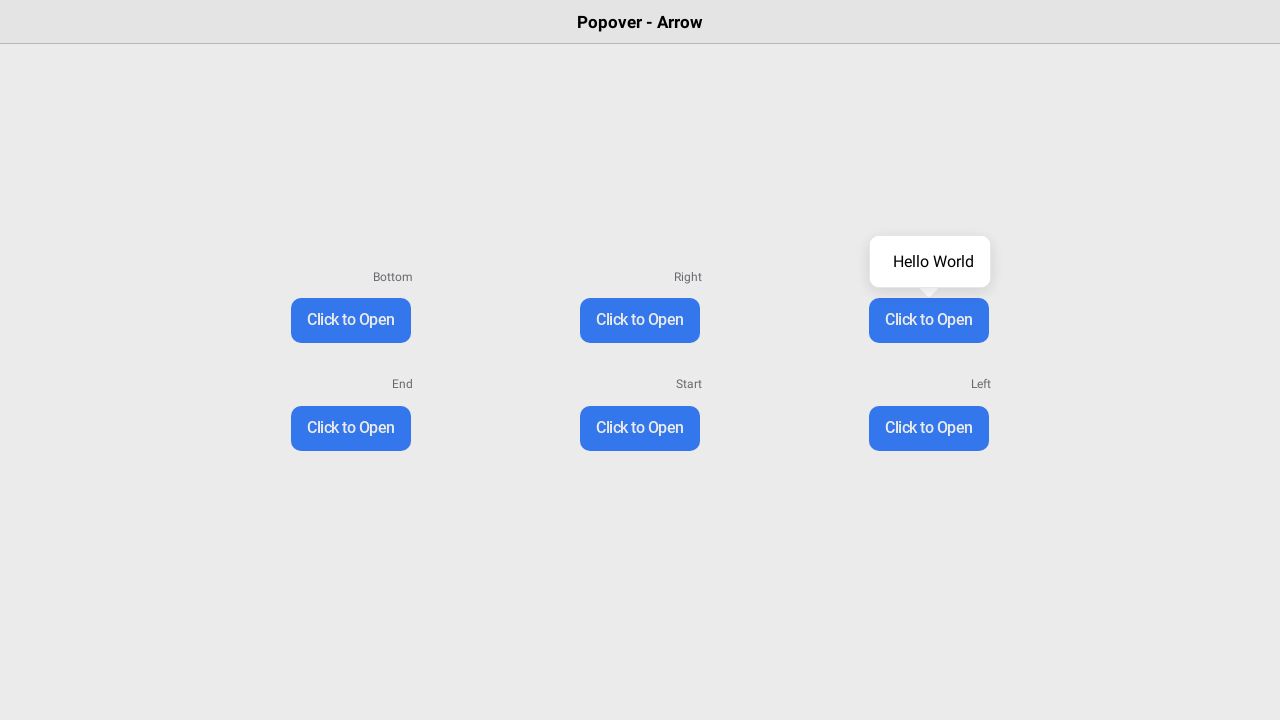 Popover - Arrow
Hello World
Bottom
Right
Click to Open
Click to Open
Click to Open
End
Start
Left
Click to Open
Click to Open
Click to Open